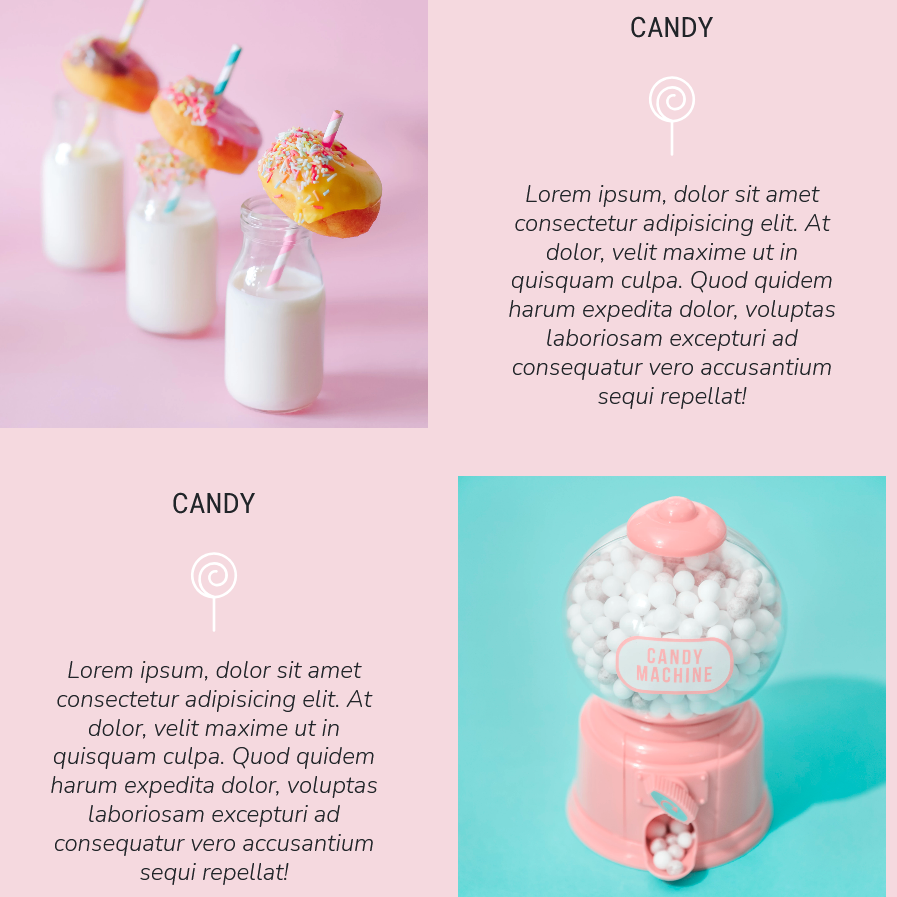 CANDY
Lorem ipsum, dolor sit amet
consectetur adipisicing elit. At
dolor, velit maxime ut in
quisquam culpa. Quod quidem
harum expedita dolor, voluptas
laboriosam excepturi ad
consequatur vero accusantium
sequi repellat!
CANDY
Lorem ipsum, dolor sit amet
consectetur adipisicing elit. At
dolor, velit maxime ut in
quisquam culpa. Quod quidem
harum expedita dolor, voluptas
laboriosam excepturi ad
consequatur vero accusantium
sequi repellat!
CANDY
MACHINE